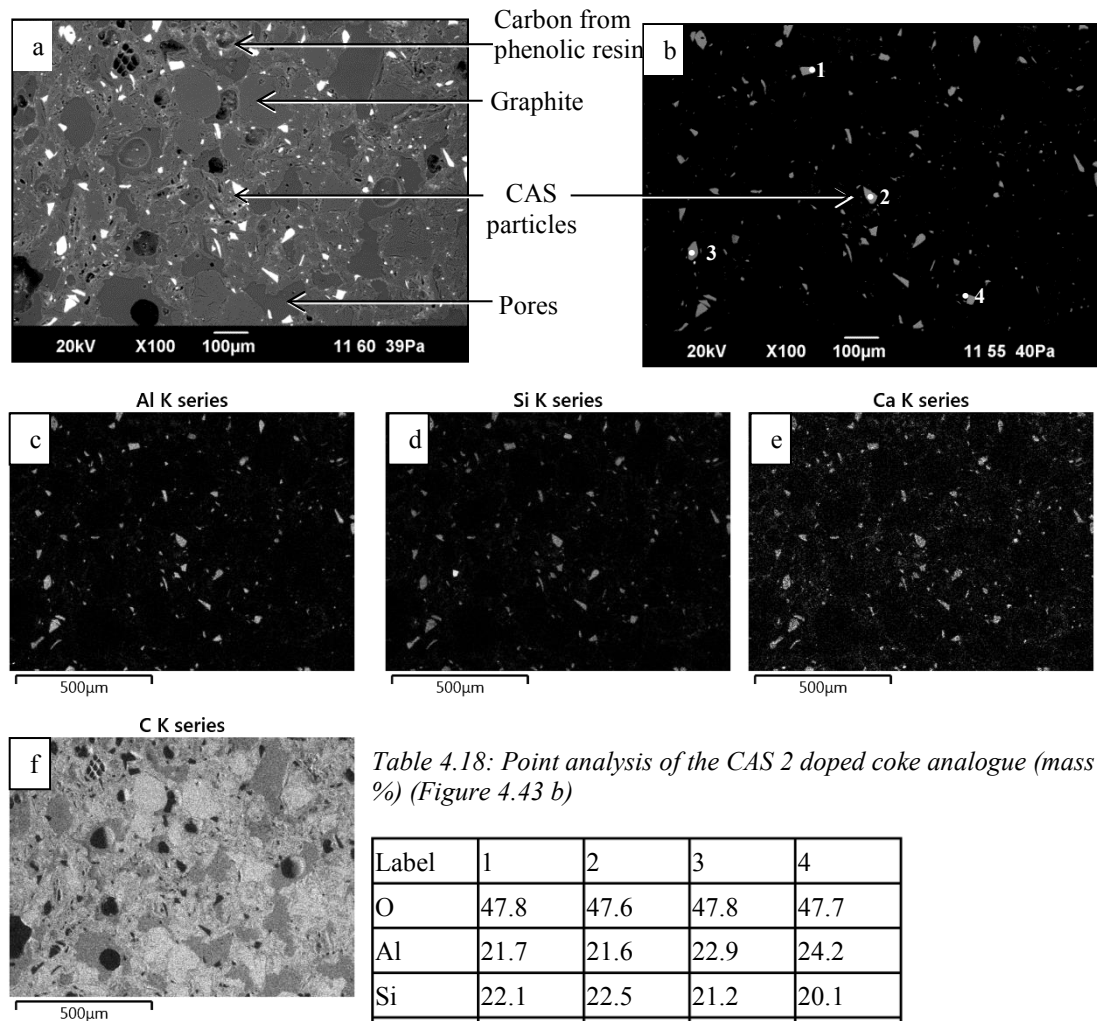 a
Carbon from
phenolic resin
Graphite
CAS
particles
Pores
20kV X100 100μm 11 60 39Pa
b
1
2
3
4
20kV X100 100μm 11 55 40Pa
Al K series
c
500μm
Si K series
d
500μm
Ca K series
e
500μm
C K series
f
500μm
Table 4.18: Point analysis of the CAS 2 doped coke analogue (mass
%) (Figure 4.43 b)
Label 1 2 3 4
O 47.8 47.6 47.8 47.7
Al 21.7 21.6 22.9 24.2
Si 22.1 22.5 21.2 20.1